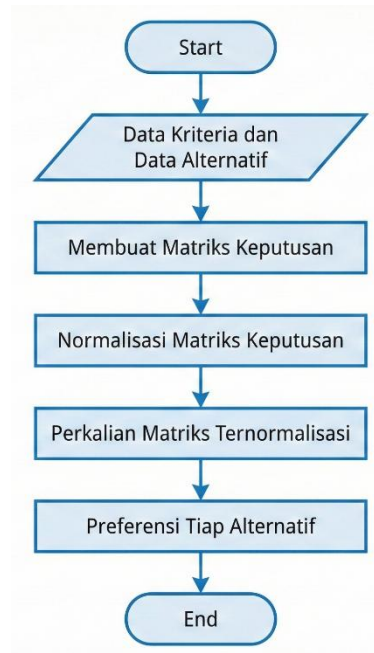 Start
Data Kriteria dan
Data Alternatif
Membuat Matriks Keputusan
Normalisasi Matriks Keputusan
Perkalian Matriks Ternormalisasi
Preferensi Tiap Alternatif
End